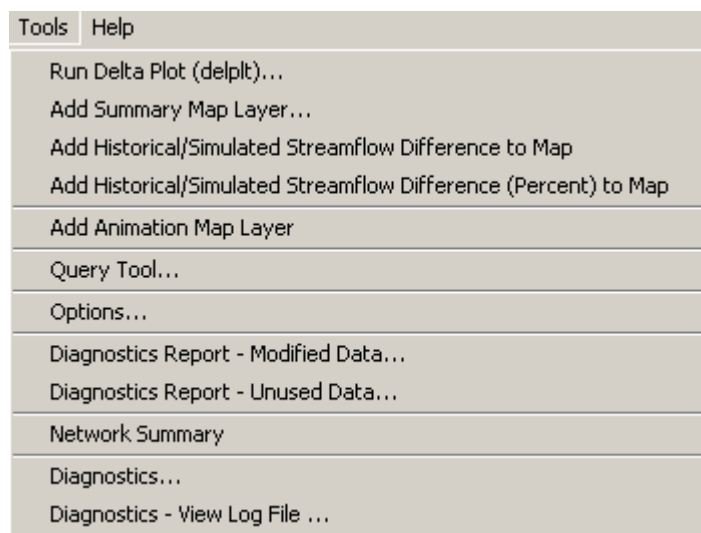 Tools Help
Run Delta Plot (delplt)...
Add Summary Map Layer...
Add Historical/Simulated Streamflow Difference to Map
Add Historical/Simulated Streamflow Difference (Percent) to Map
Add Animation Map Layer
Query Tool...
Options...
Diagnostics Report - Modified Data...
Diagnostics Report - Unused Data...
Network Summary
Diagnostics...
Diagnostics - View Log File ...